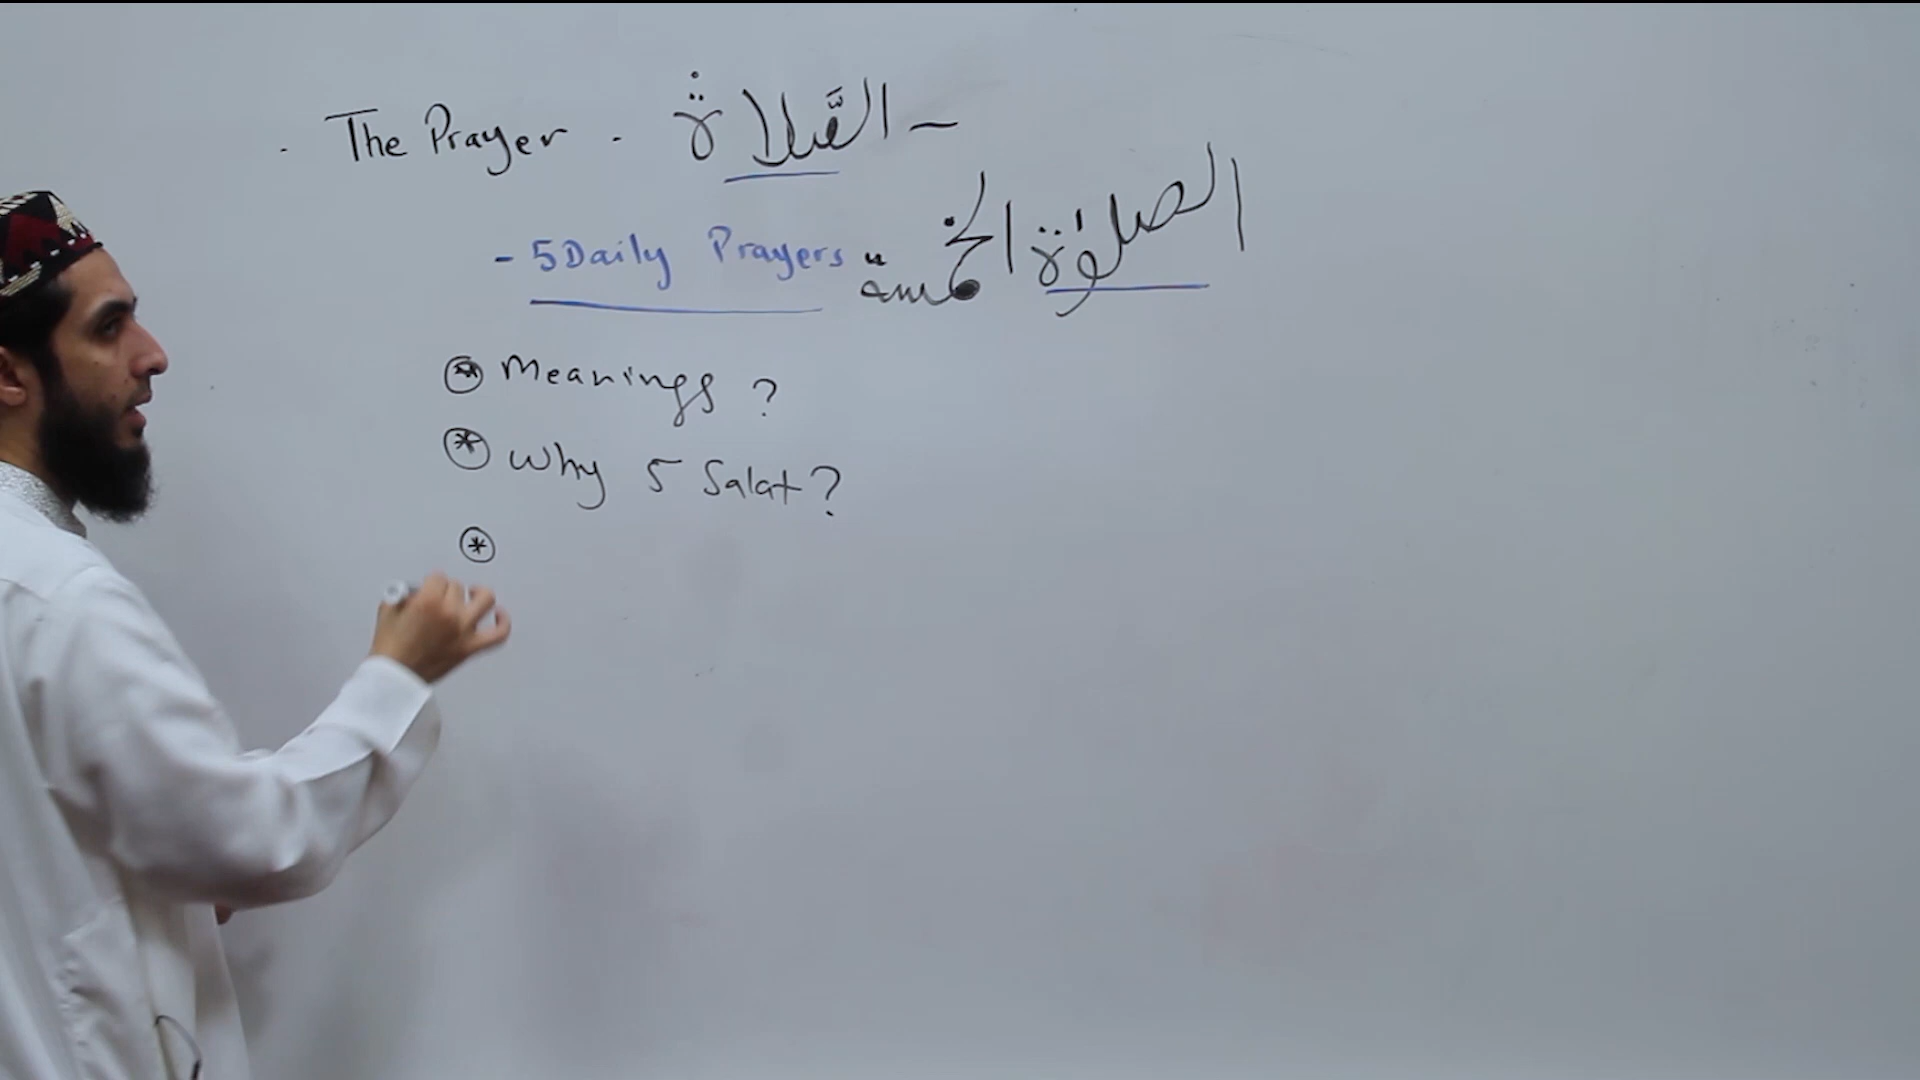 . The Prayer . الصَّلاةُ -
- 5 Daily Prayers الصلوٰة الخمسة
⊛ Meanings ?
⊛ Why 5 Salat ?
⊛